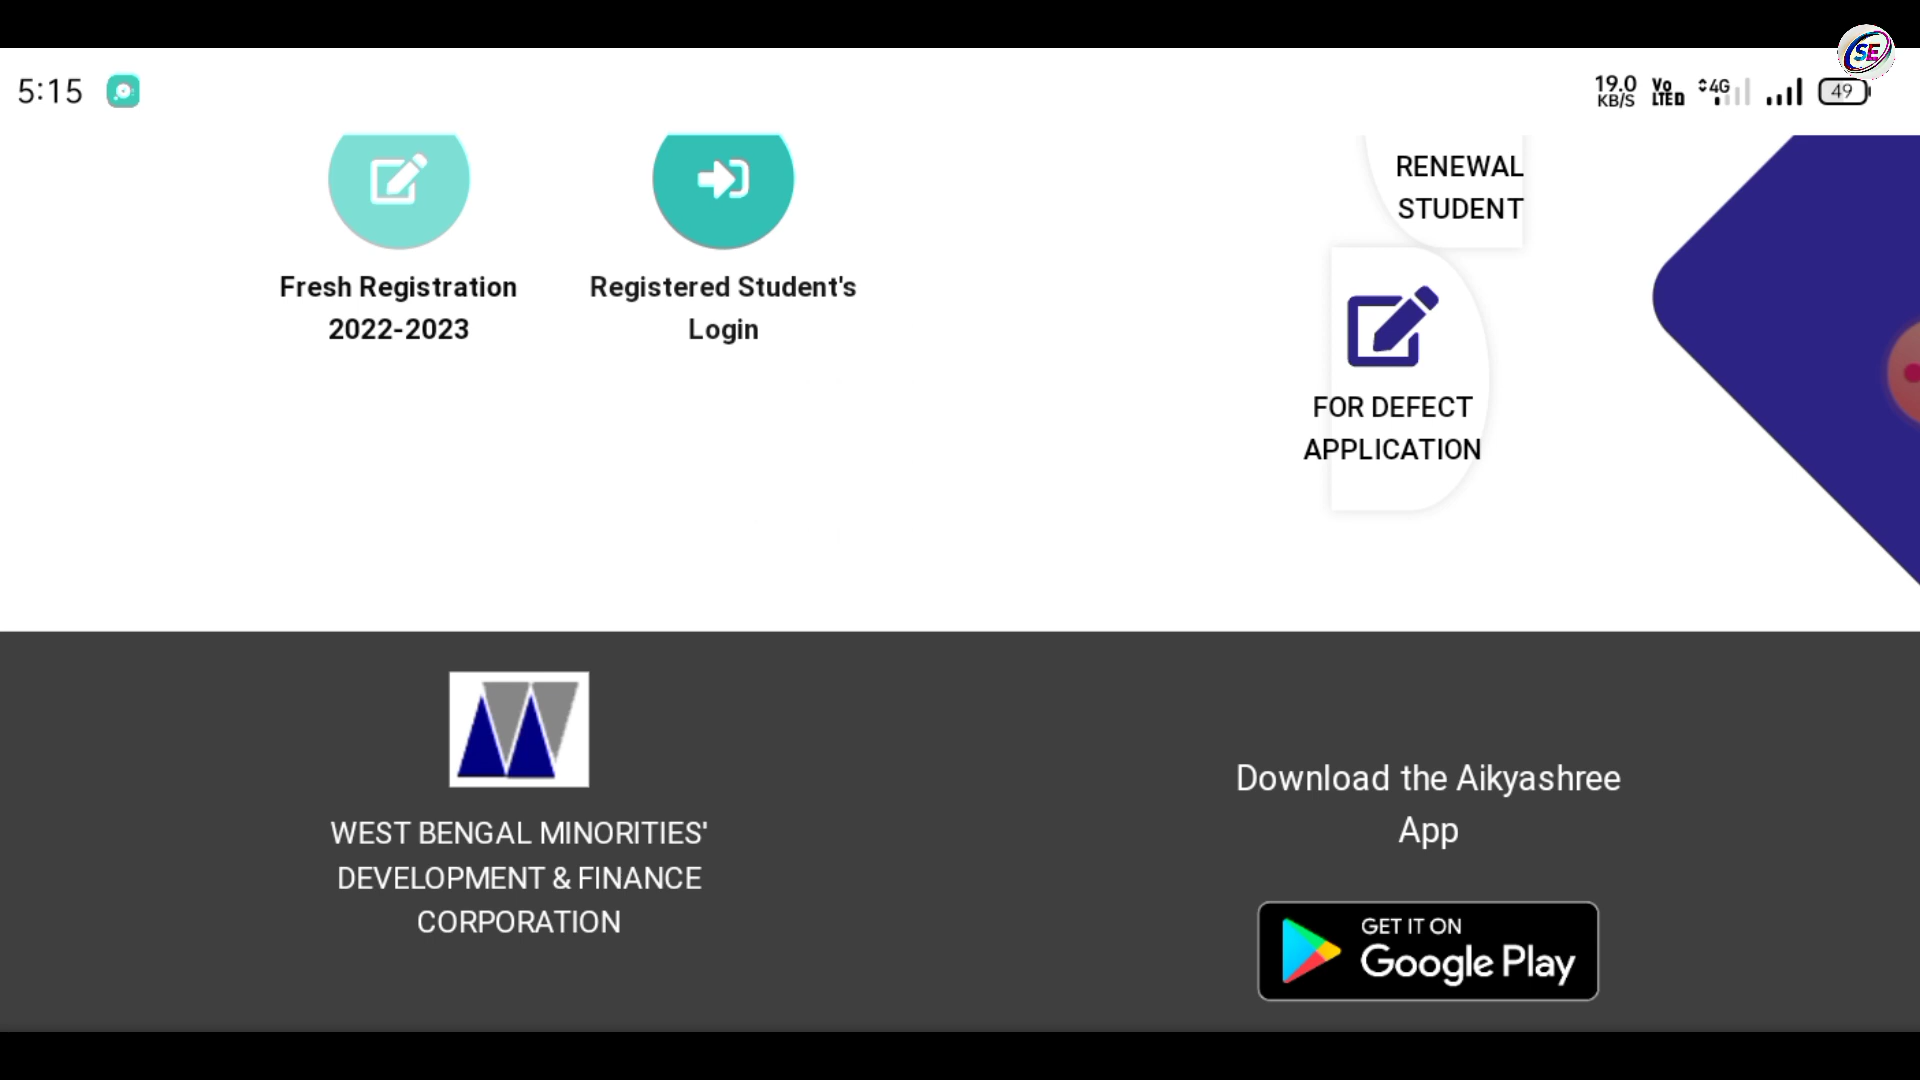 5:15
19.0
KB/S
Vo
LTE
4G
49
SE
RENEWAL
STUDENT
Fresh Registration
2022-2023
Registered Student's
Login
FOR DEFECT
APPLICATION
WEST BENGAL MINORITIES'
DEVELOPMENT & FINANCE
CORPORATION
Download the Aikyashree
App
GET IT ON
Google Play